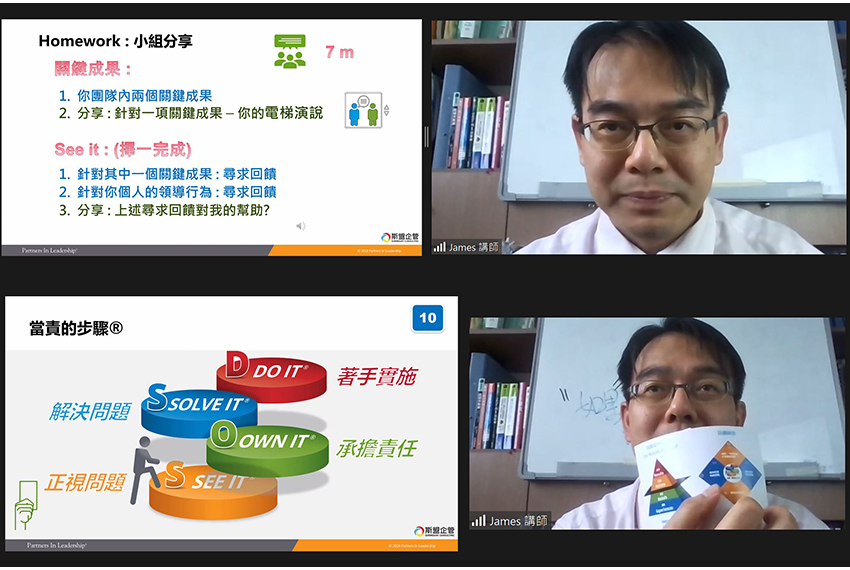 Homework : 小組分享
7 m
關鍵成果 :
1. 你團隊內兩個關鍵成果
2. 分享 : 針對一項關鍵成果 – 你的電梯演說
See it : (擇一完成)
1. 針對其中一個關鍵成果 : 尋求回饋
2. 針對你個人的領導行為 : 尋求回饋
3. 分享 : 上述尋求回饋對我的幫助?
斯盟企管
Partners In Leadership
James 講師
當責的步驟®
10
D DO IT®
著手實施
解決問題
S SOLVE IT®
O OWN IT®
承擔責任
正視問題
S SEE IT®
斯盟企管
Partners In Leadership
James 講師